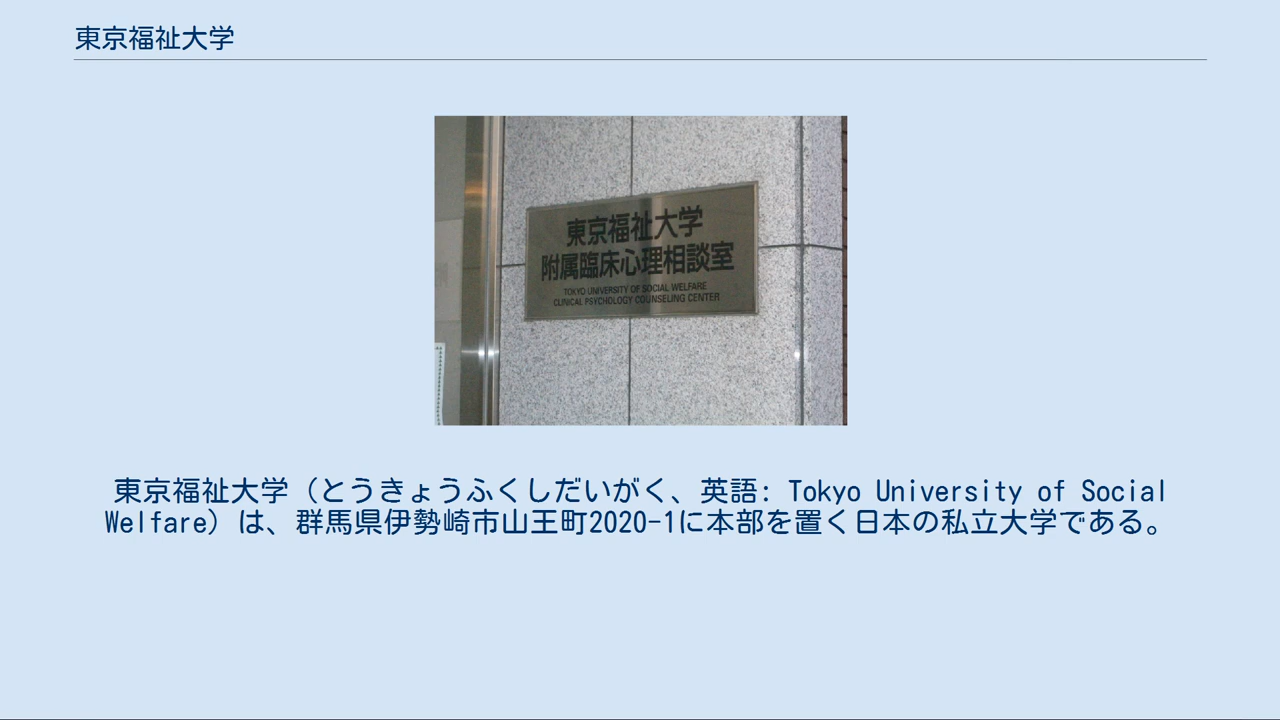 東京福祉大学
東京福祉大学
附属臨床心理相談室
TOKYO UNIVERSITY OF SOCIAL WELFARE
CLINICAL PSYCHOLOGY COUNSELING CENTER
東京福祉大学（とうきょうふくしだいがく、英語: Tokyo University of Social
Welfare）は、群馬県伊勢崎市山王町2020-1に本部を置く日本の私立大学である。